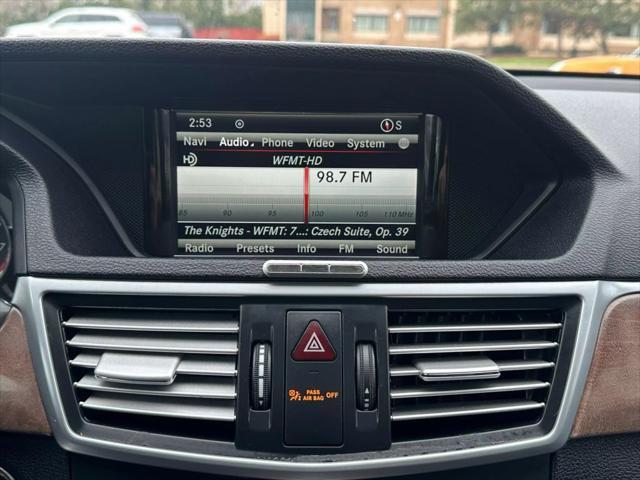 2:53 S
Navi Audio Phone Video System
HD WFMT-HD
98.7 FM
85 90 95 100 105 110 MHz
The Knights - WFMT: 7...: Czech Suite, Op. 39
Radio Presets Info FM Sound
PASS AIR BAG OFF